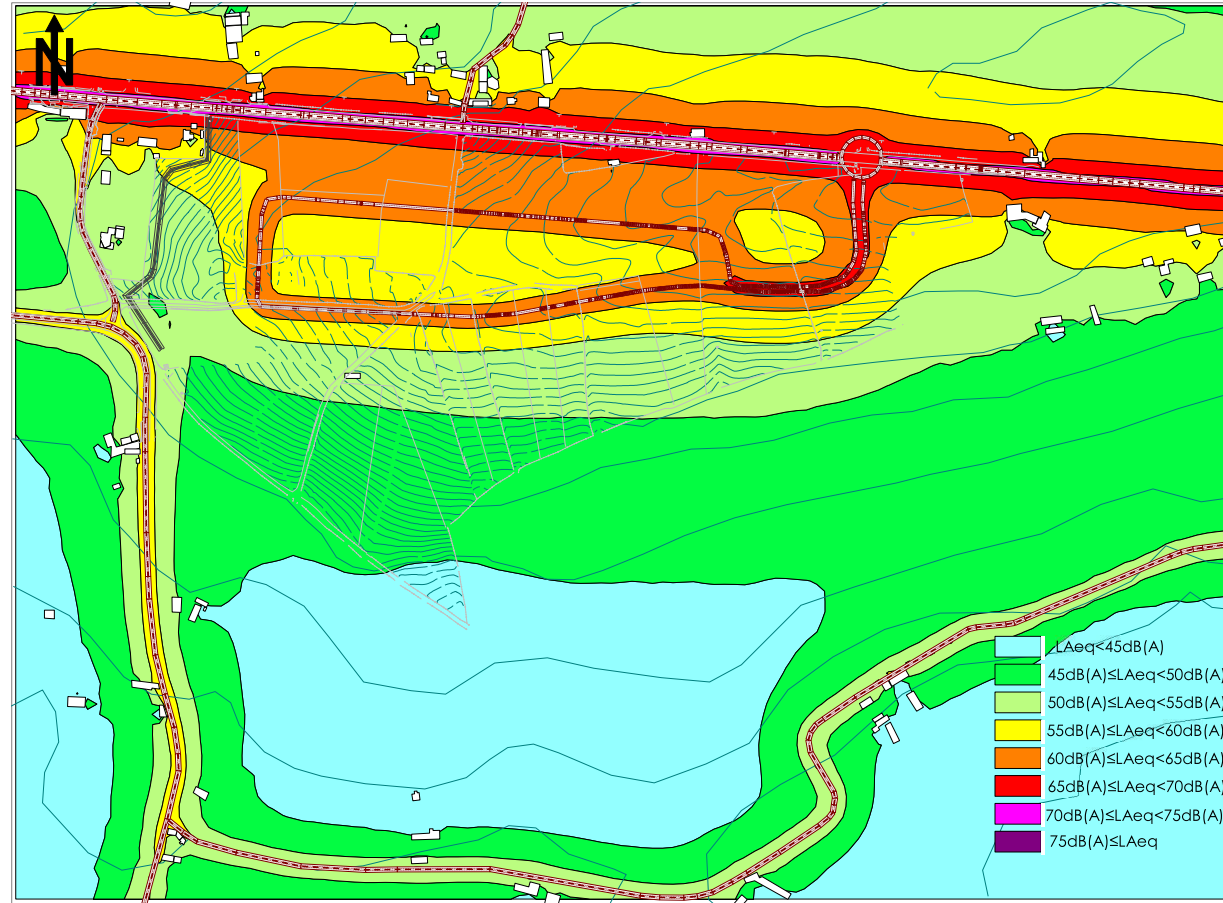 N
LAeq<45dB(A)
45dB(A)≤LAeq<50dB(A)
50dB(A)≤LAeq<55dB(A)
55dB(A)≤LAeq<60dB(A)
60dB(A)≤LAeq<65dB(A)
65dB(A)≤LAeq<70dB(A)
70dB(A)≤LAeq<75dB(A)
75dB(A)≤LAeq